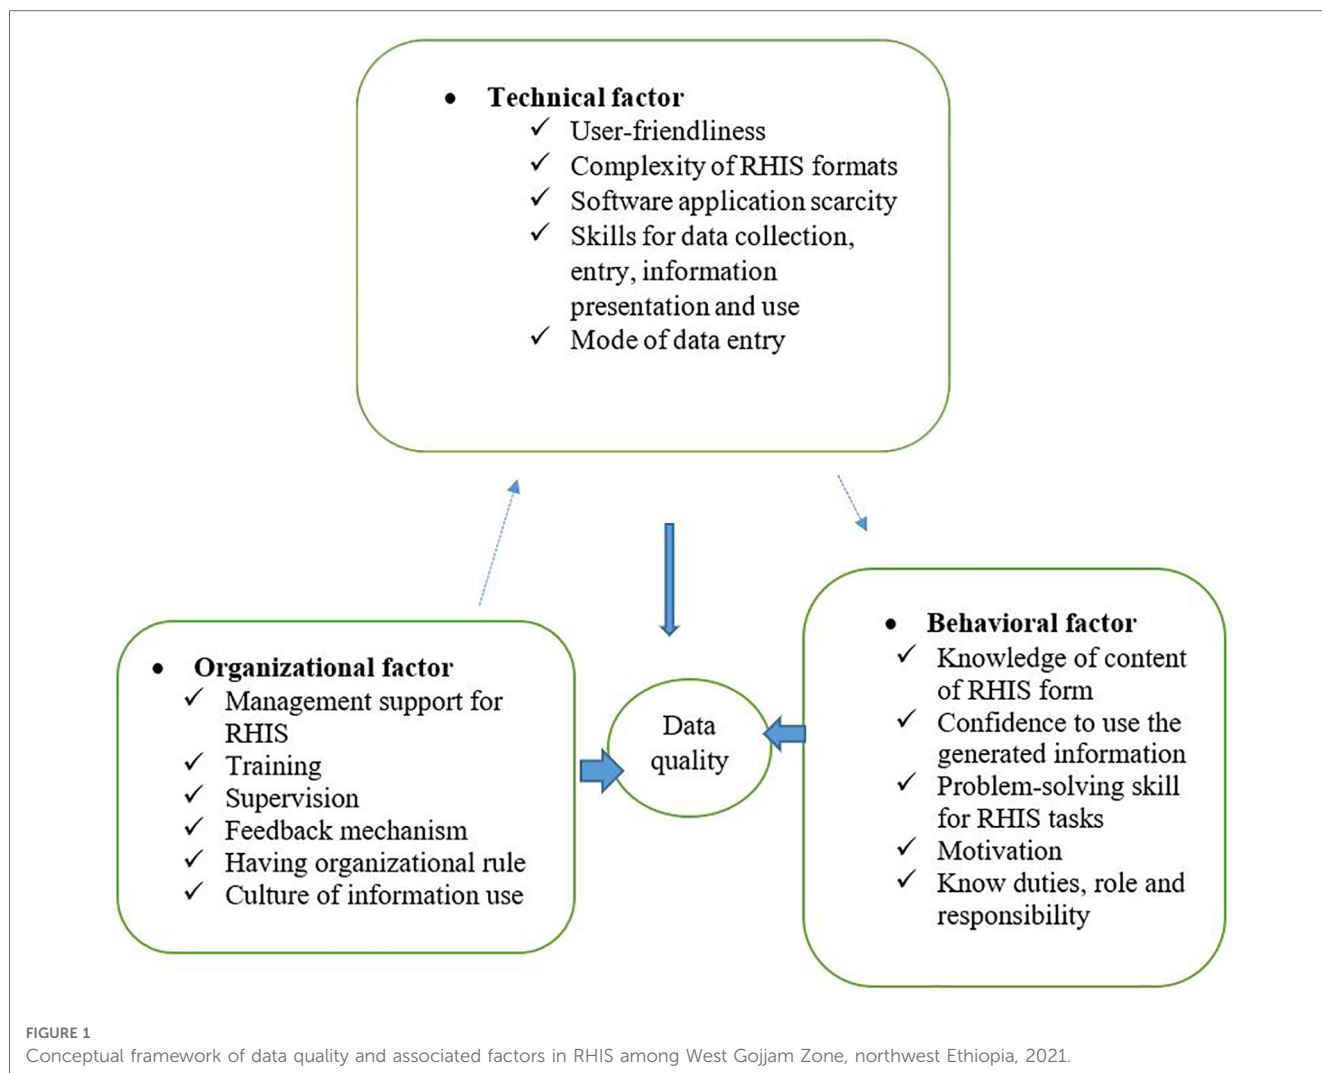 • Technical factor
✓ User-friendliness
✓ Complexity of RHIS formats
✓ Software application scarcity
✓ Skills for data collection,
entry, information
presentation and use
✓ Mode of data entry
• Organizational factor
✓ Management support for
RHIS
✓ Training
✓ Supervision
✓ Feedback mechanism
✓ Having organizational rule
✓ Culture of information use
Data
quality
• Behavioral factor
✓ Knowledge of content
of RHIS form
✓ Confidence to use the
generated information
✓ Problem-solving skill
for RHIS tasks
✓ Motivation
✓ Know duties, role and
responsibility
FIGURE 1
Conceptual framework of data quality and associated factors in RHIS among West Gojjam Zone, northwest Ethiopia, 2021.